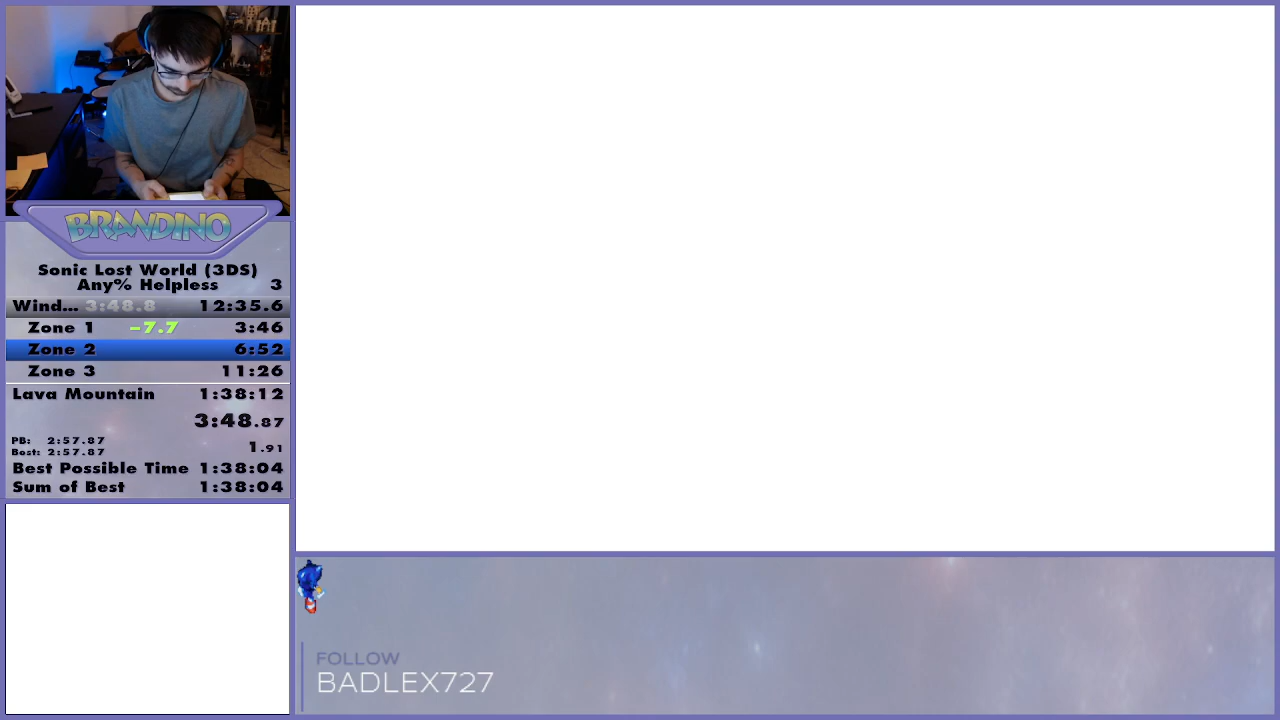 BRANDINO
Sonic Lost World (3DS)
Any% Helpless 3
Wind... 3:48.8 12:35.6
Zone 1 -7.7 3:46
Zone 2 6:52
Zone 3 11:26
Lava Mountain 1:38:12
3:48.87
PB: 2:57.87
Best: 2:57.87
1.91
Best Possible Time 1:38:04
Sum of Best 1:38:04
FOLLOW
BADLEX727